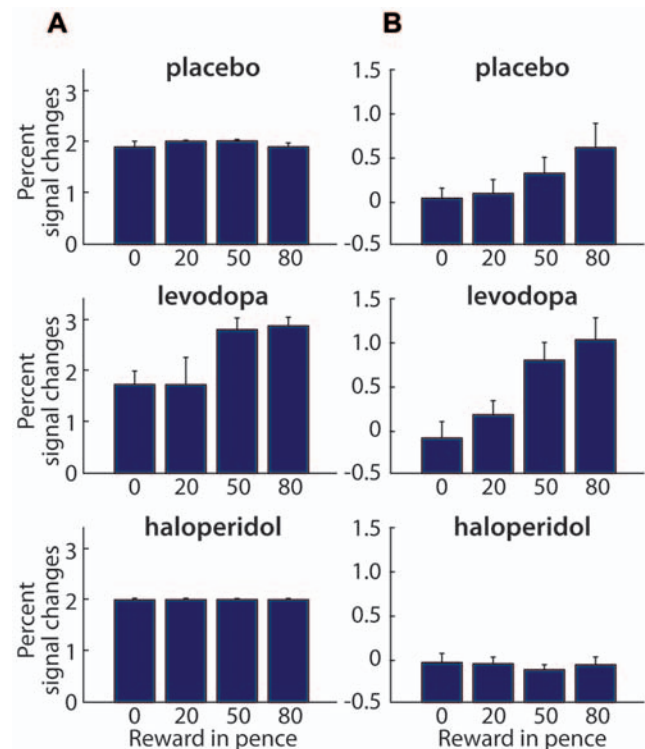 A
B
placebo
placebo
Percent
signal changes
3
2
1
0
1.5
1.0
0.5
0
-0.5
0 20 50 80
0 20 50 80
levodopa
levodopa
Percent
signal changes
3
2
1
0
1.5
1.0
0.5
0
-0.5
0 20 50 80
0 20 50 80
haloperidol
haloperidol
Percent
signal changes
3
2
1
0
1.5
1.0
0.5
0
-0.5
0 20 50 80
0 20 50 80
Reward in pence
Reward in pence